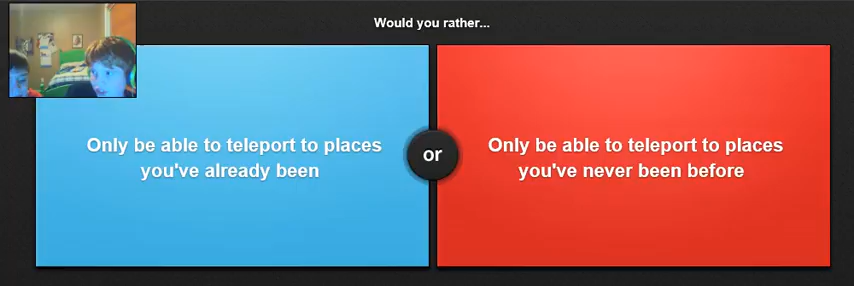 Would you rather...
Only be able to teleport to places
you've already been
or
Only be able to teleport to places
you've never been before